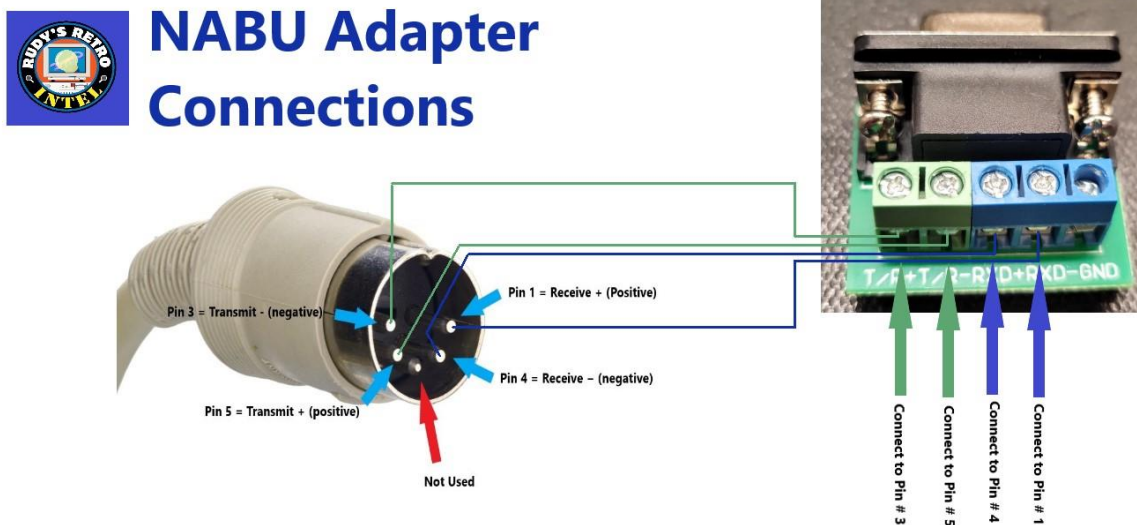 RUDY'S RETRO
INTEL
NABU Adapter
Connections
T/R+T/R-RXD+RXD-GND
Pin 1 = Receive + (Positive)
Pin 3 = Transmit - (negative)
Pin 4 = Receive – (negative)
Pin 5 = Transmit + (positive)
Not Used
Connect to Pin # 3
Connect to Pin # 5
Connect to Pin # 4
Connect to Pin # 1